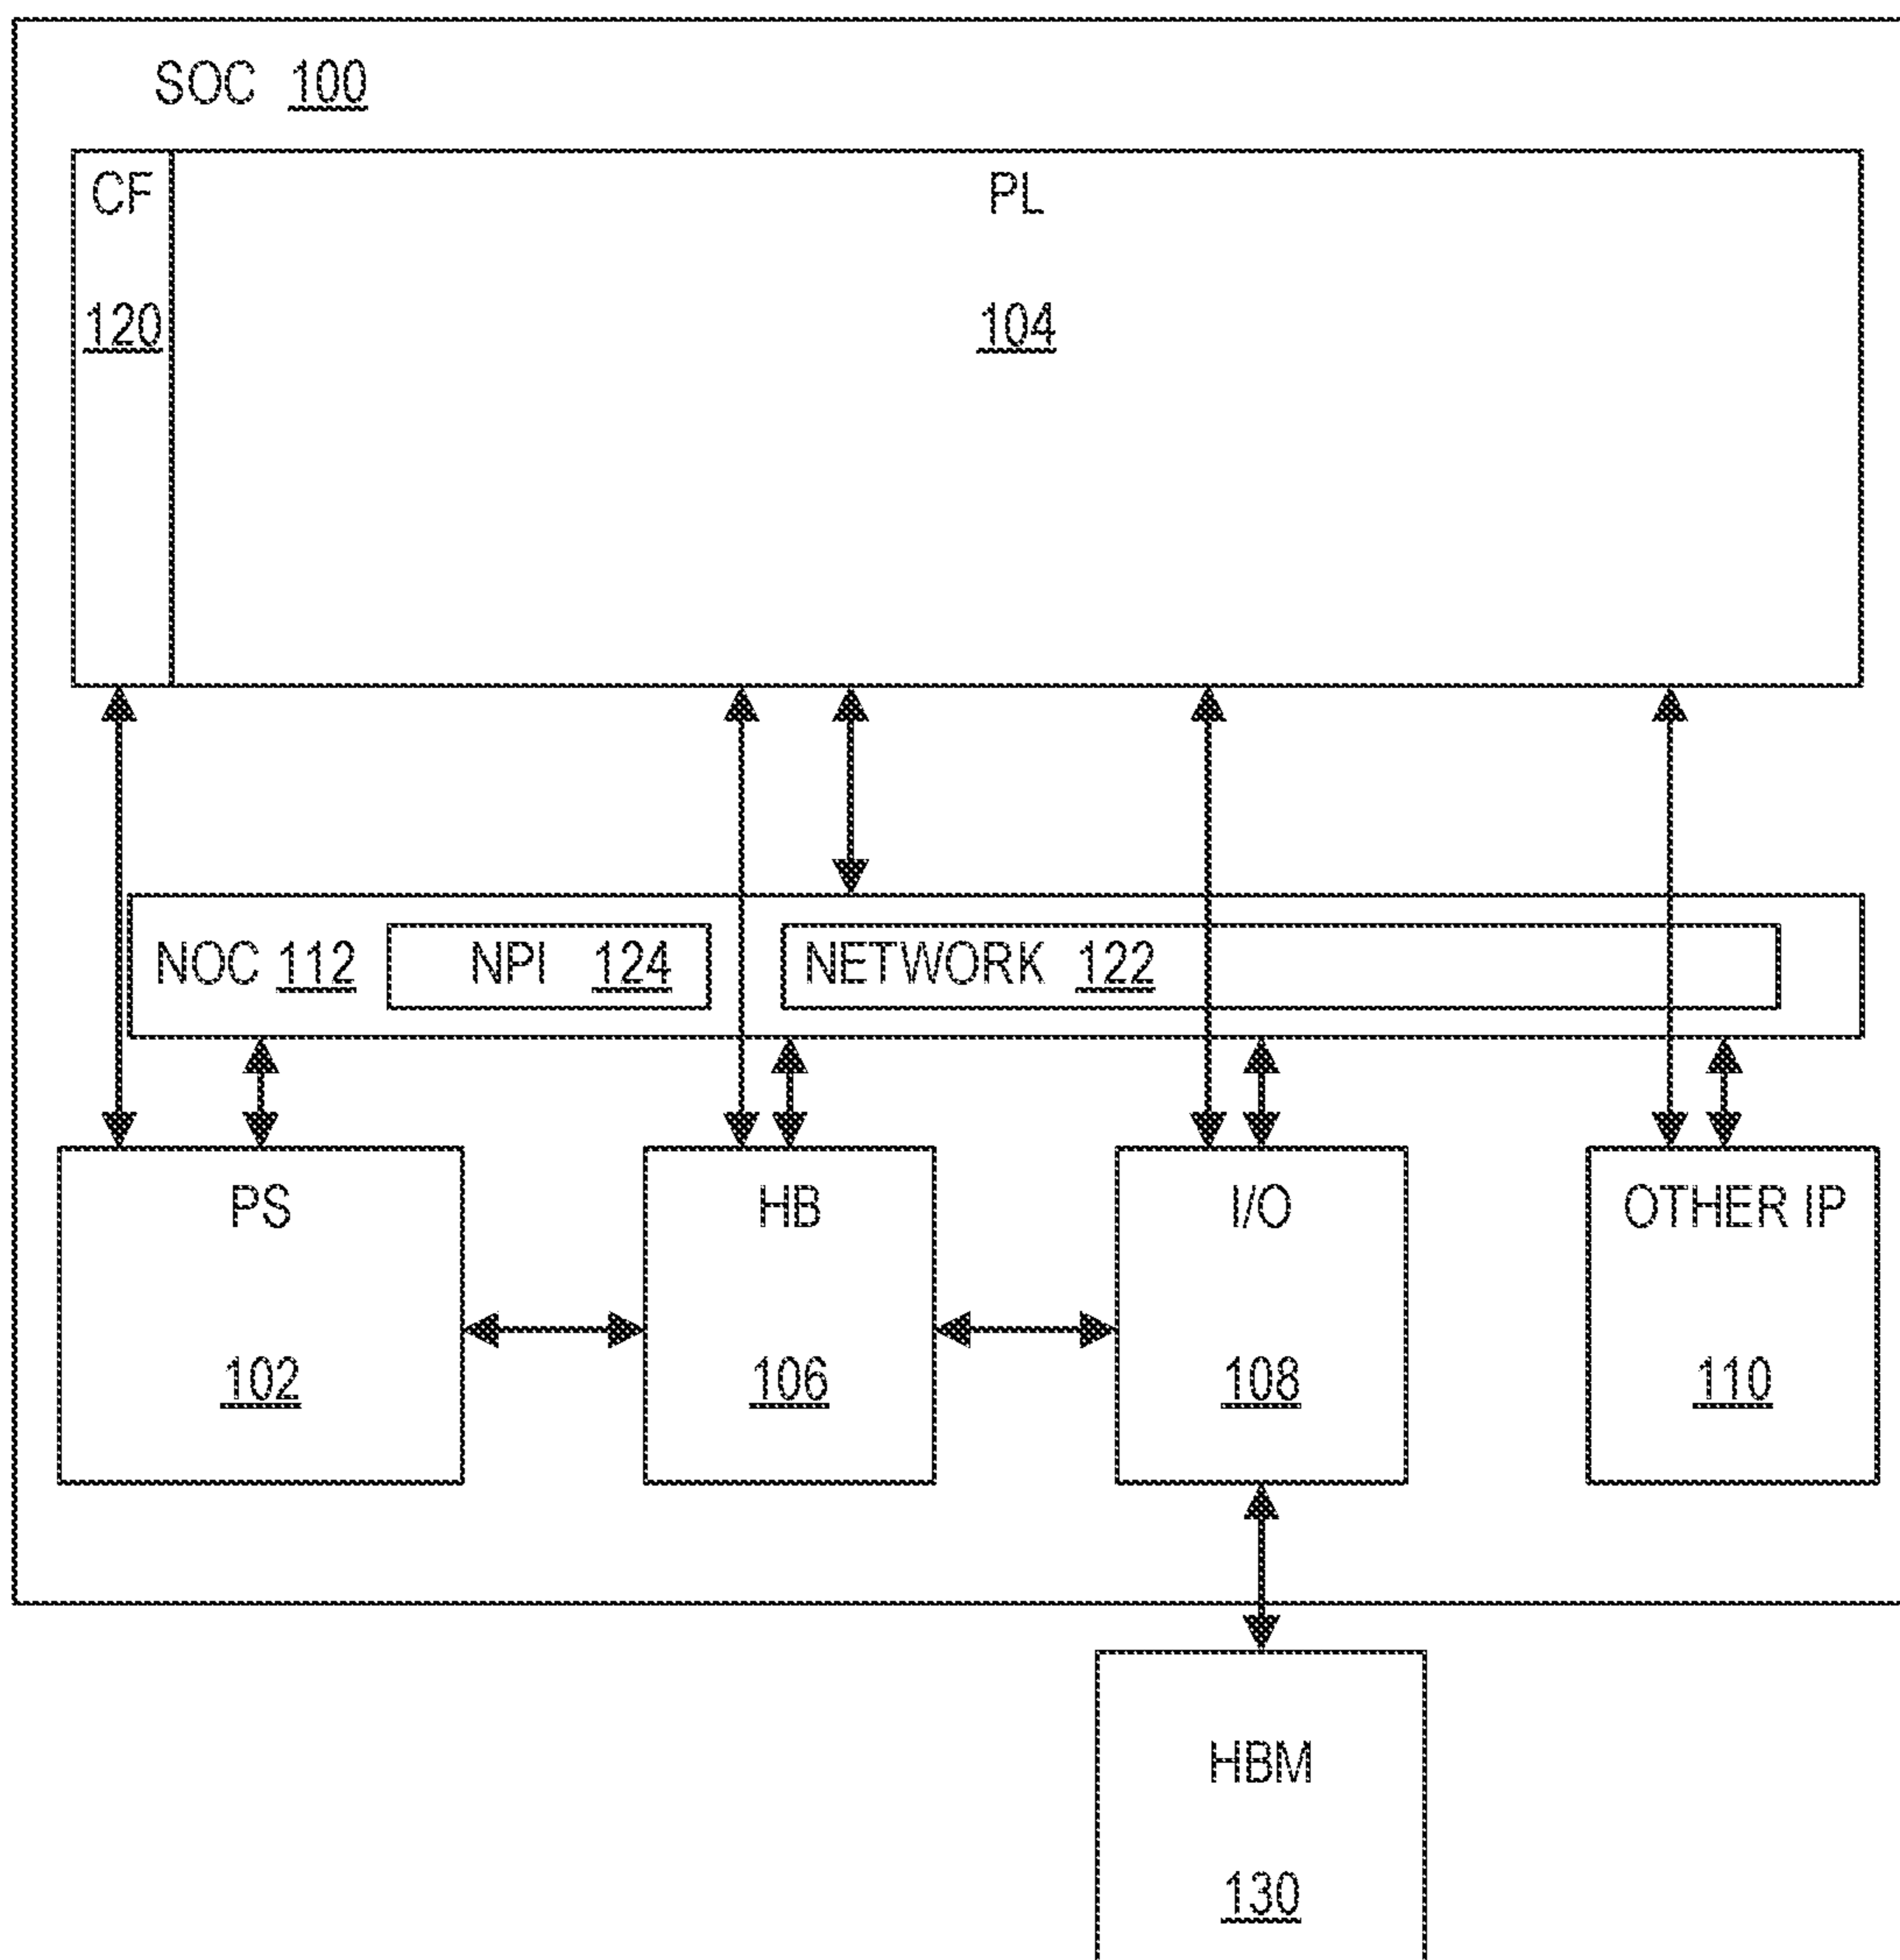 SOC 100
CF
PL
120
104
NOC 112
NPI 124
NETWORK 122
PS
HB
I/O
OTHER IP
102
106
108
110
HBM
130